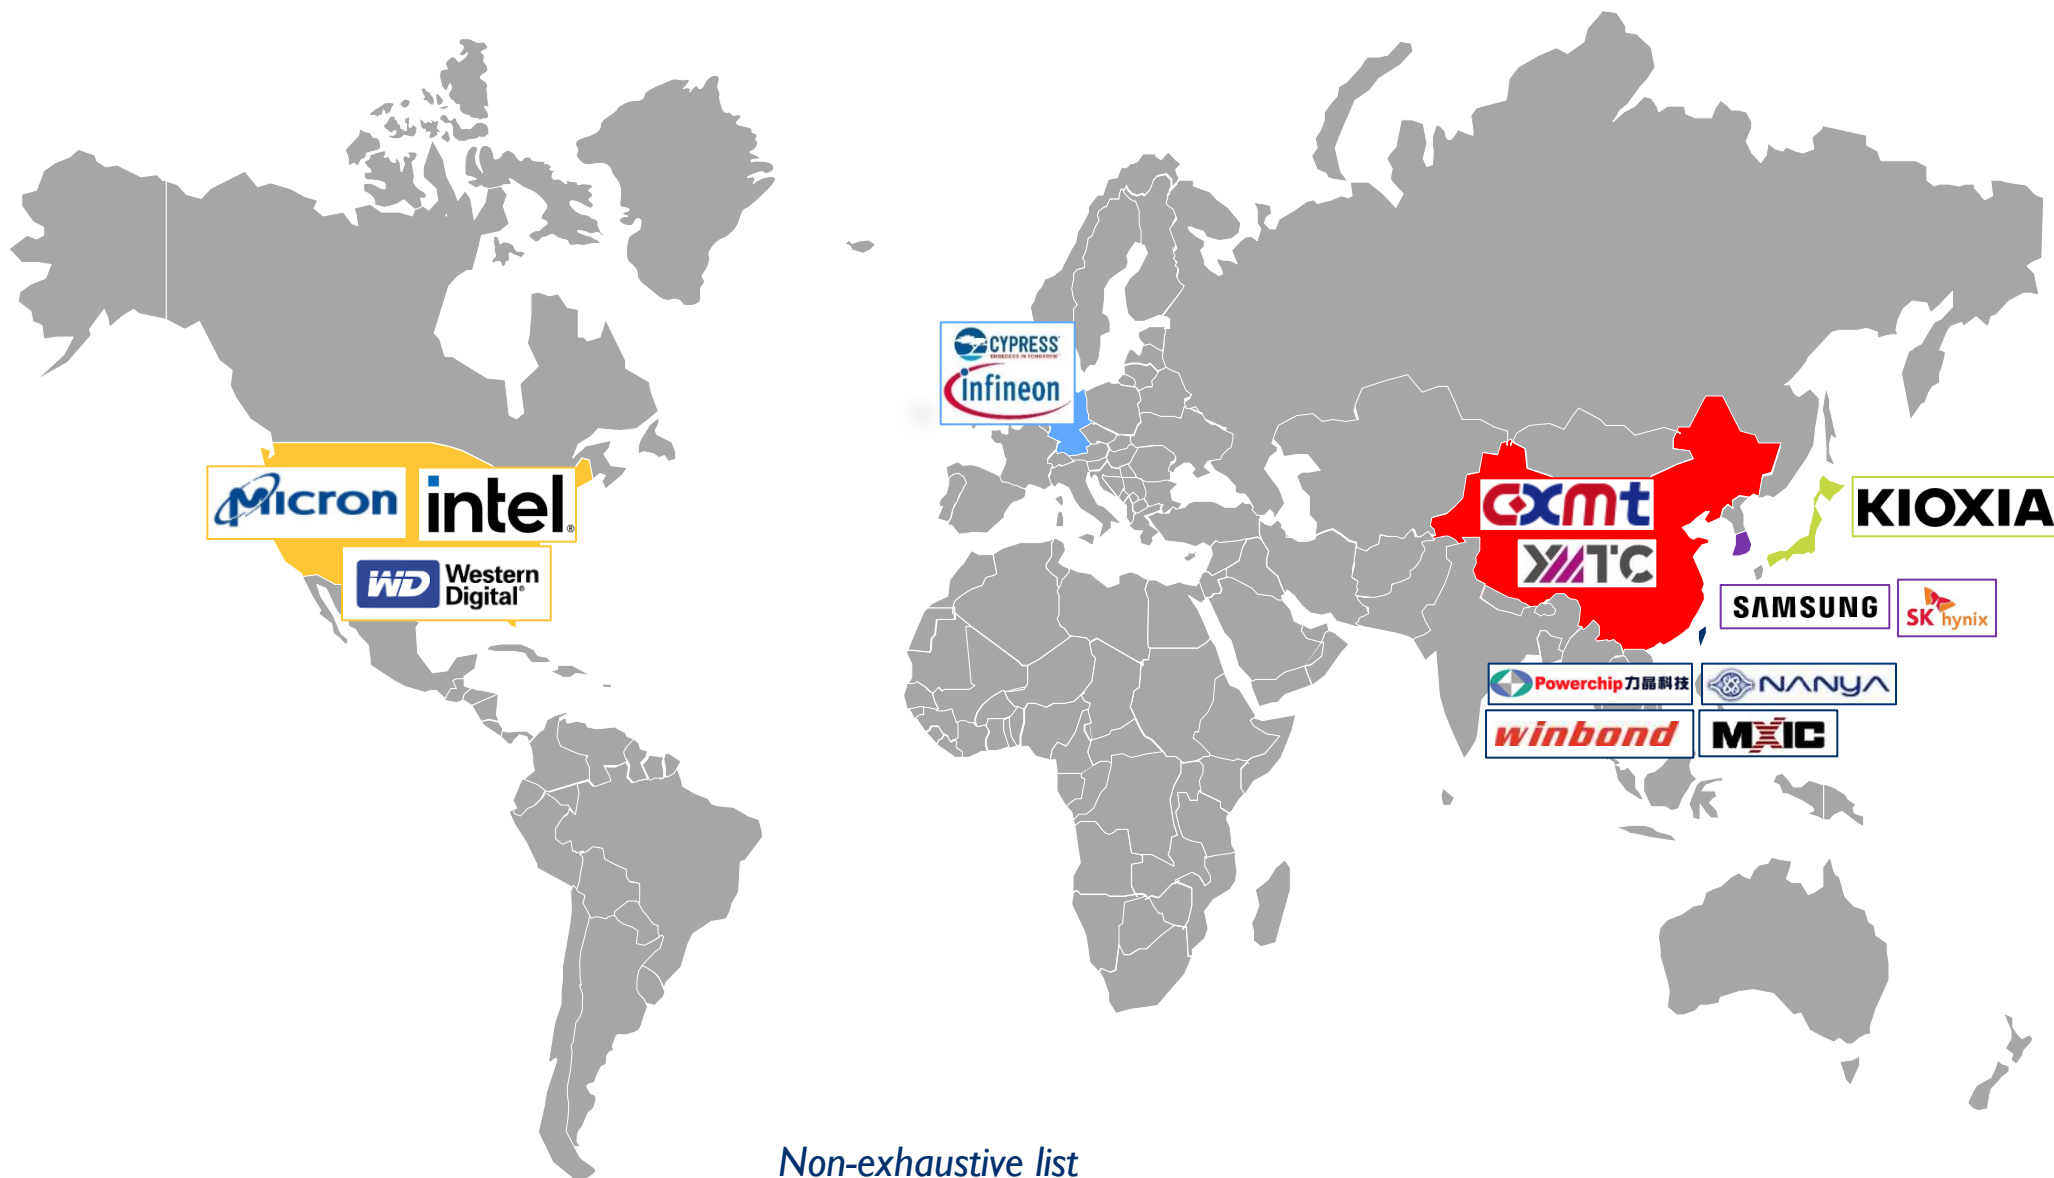 CYPRESS
EMBEDDED IN TOMORROW
infineon
Micron
intel
WD Western
Digital
cxmt
YMTC
KIOXIA
SAMSUNG
SK hynix
Powerchip力晶科技
NANYA
winbond
MXIC
Non-exhaustive list